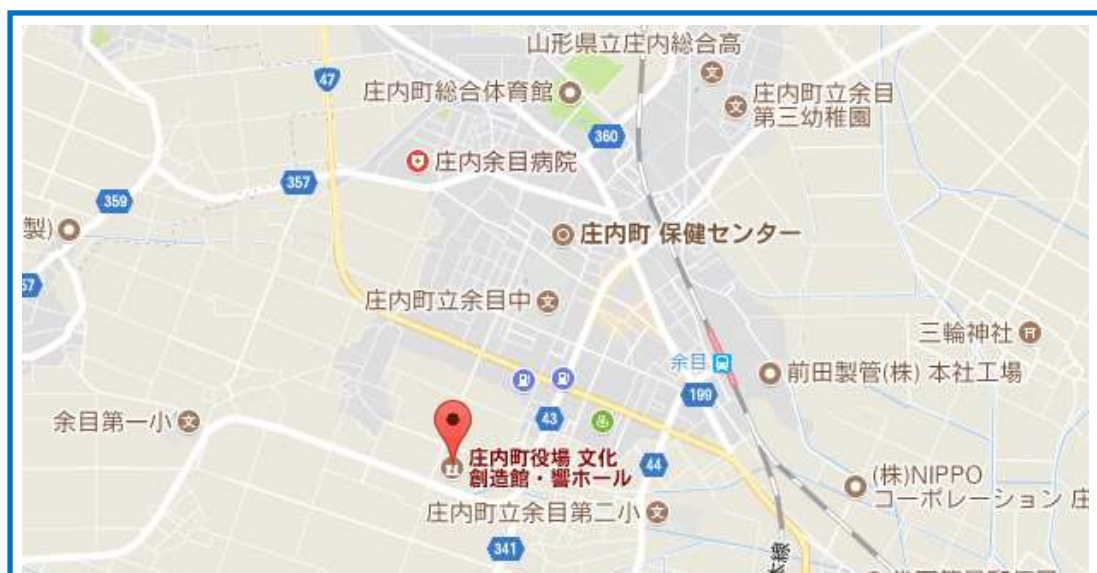 山形県立庄内総合高
47
庄内町総合体育館
庄内町立余目
第三幼稚園
360
庄内余目病院
357
359
製)
庄内町 保健センター
57
庄内町立余目中
三輪神社
余目
前田製管(株) 本社工場
199
余目第一小
43
庄内町役場 文化
創造館・響ホール
44
(株)NIPPO
コーポレーション 庄
庄内町立余目第二小
341